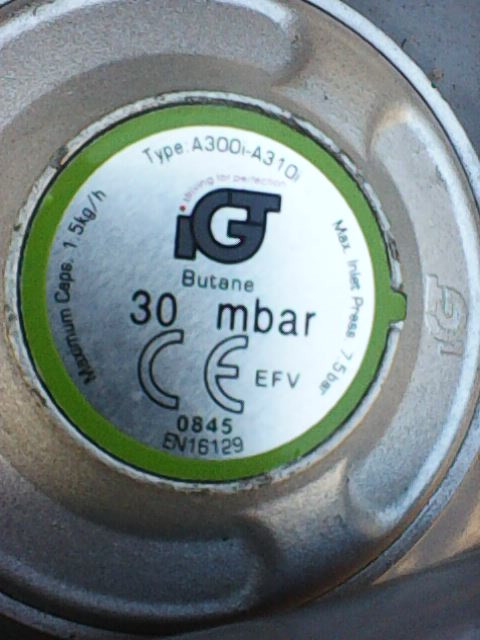 Type: A300i-A310i
striving for perfection
iGT
Butane
30 mbar
CE EFV
0845
EN16129
Maximum Caps. 1.5kg/h
Max. Inlet Press 7.5bar
iGT